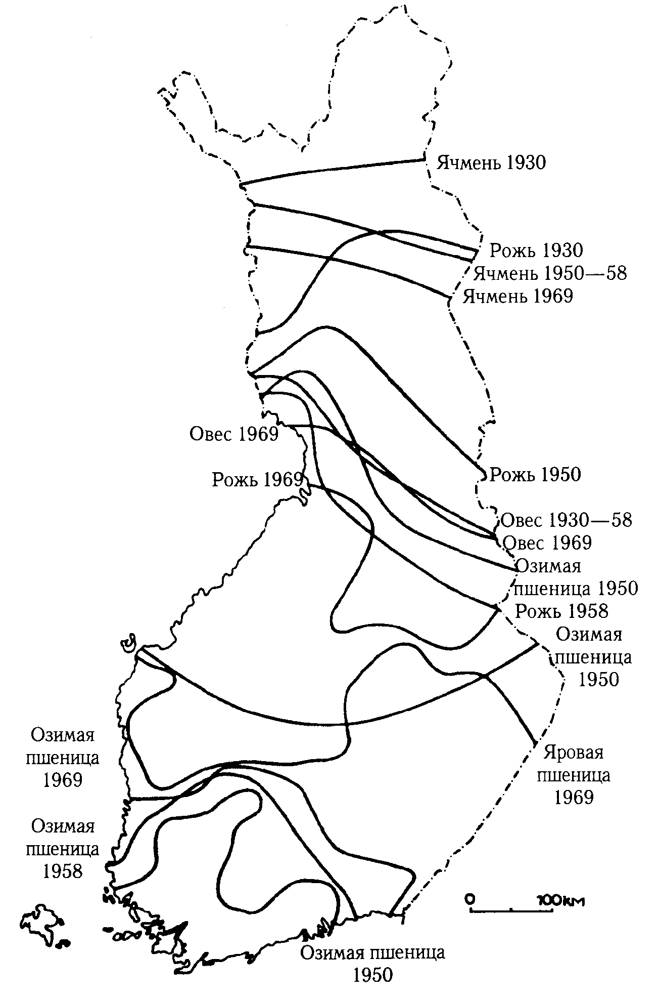 Ячмень 1930
Рожь 1930
Ячмень 1950—58
Ячмень 1969
Овес 1969
Рожь 1969
Рожь 1950
Овес 1930—58
Овес 1969
Озимая
пшеница 1950
Рожь 1958
Озимая
пшеница
1950
Озимая
пшеница
1969
Яровая
пшеница
1969
Озимая
пшеница
1958
0 100км
Озимая пшеница
1950